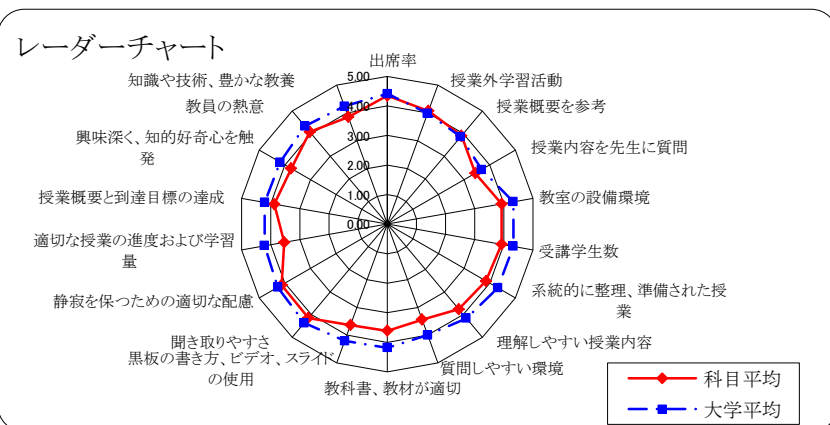 レーダーチャート
出席率
授業外学習活動
授業概要を参考
授業内容を先生に質問
教室の設備環境
受講学生数
系統的に整理、準備された授
業
理解しやすい授業内容
質問しやすい環境
教科書、教材が適切
黒板の書き方、ビデオ、スライド
の使用
聞き取りやすさ
静寂を保つための適切な配慮
適切な授業の進度および学習
量
授業概要と到達目標の達成
興味深く、知的好奇心を触
発
教員の熱意
知識や技術、豊かな教養
5.00
4.00
3.00
2.00
1.00
0.00
科目平均
大学平均